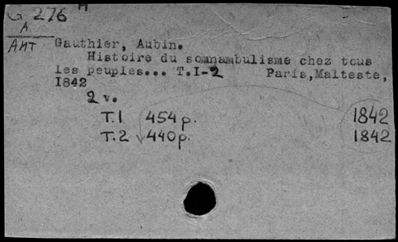 G 276 A
A
Amt
Gauthier, Aubin.
Histoire du somnambulisme chez tous
les peuples... T.I-2 Paris,Malteste,
1842
2 v.
T.1 454 p. 1842
T.2 440 p. 1842